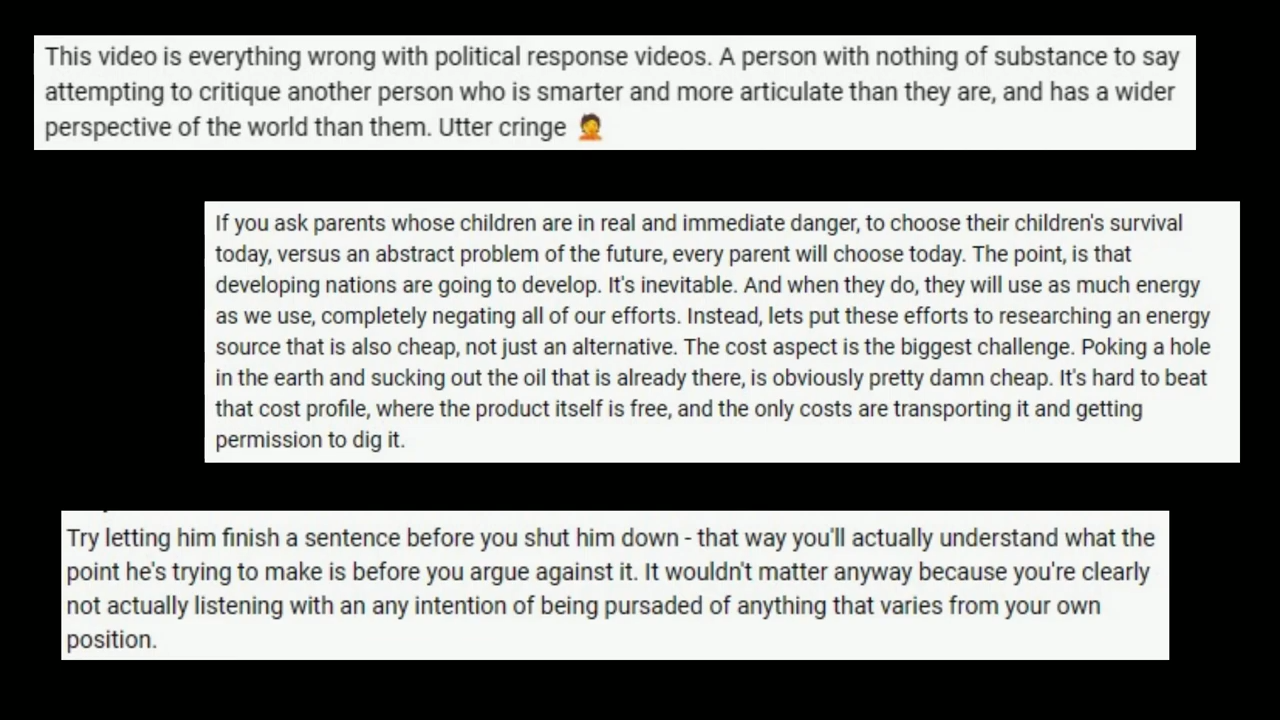 This video is everything wrong with political response videos. A person with nothing of substance to say
attempting to critique another person who is smarter and more articulate than they are, and has a wider
perspective of the world than them. Utter cringe 🤦
If you ask parents whose children are in real and immediate danger, to choose their children's survival
today, versus an abstract problem of the future, every parent will choose today. The point, is that
developing nations are going to develop. It's inevitable. And when they do, they will use as much energy
as we use, completely negating all of our efforts. Instead, lets put these efforts to researching an energy
source that is also cheap, not just an alternative. The cost aspect is the biggest challenge. Poking a hole
in the earth and sucking out the oil that is already there, is obviously pretty damn cheap. It's hard to beat
that cost profile, where the product itself is free, and the only costs are transporting it and getting
permission to dig it.
Try letting him finish a sentence before you shut him down - that way you'll actually understand what the
point he's trying to make is before you argue against it. It wouldn't matter anyway because you're clearly
not actually listening with an any intention of being pursaded of anything that varies from your own
position.